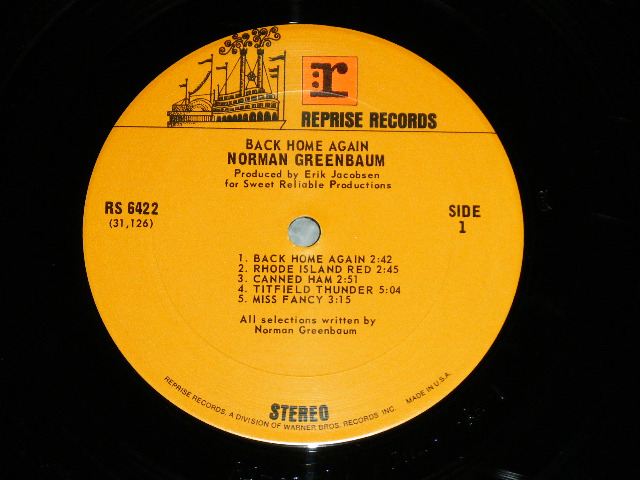 :r
REPRISE RECORDS
BACK HOME AGAIN
NORMAN GREENBAUM
Produced by Erik Jacobsen
for Sweet Reliable Productions
RS 6422
(31,126)
SIDE
1
1. BACK HOME AGAIN 2:42
2. RHODE ISLAND RED 2:45
3. CANNED HAM 2:51
4. TITFIELD THUNDER 5:04
5. MISS FANCY 3:15
All selections written by
Norman Greenbaum
STEREO
REPRISE RECORDS, A DIVISION OF WARNER BROS. RECORDS INC. MADE IN U.S.A.